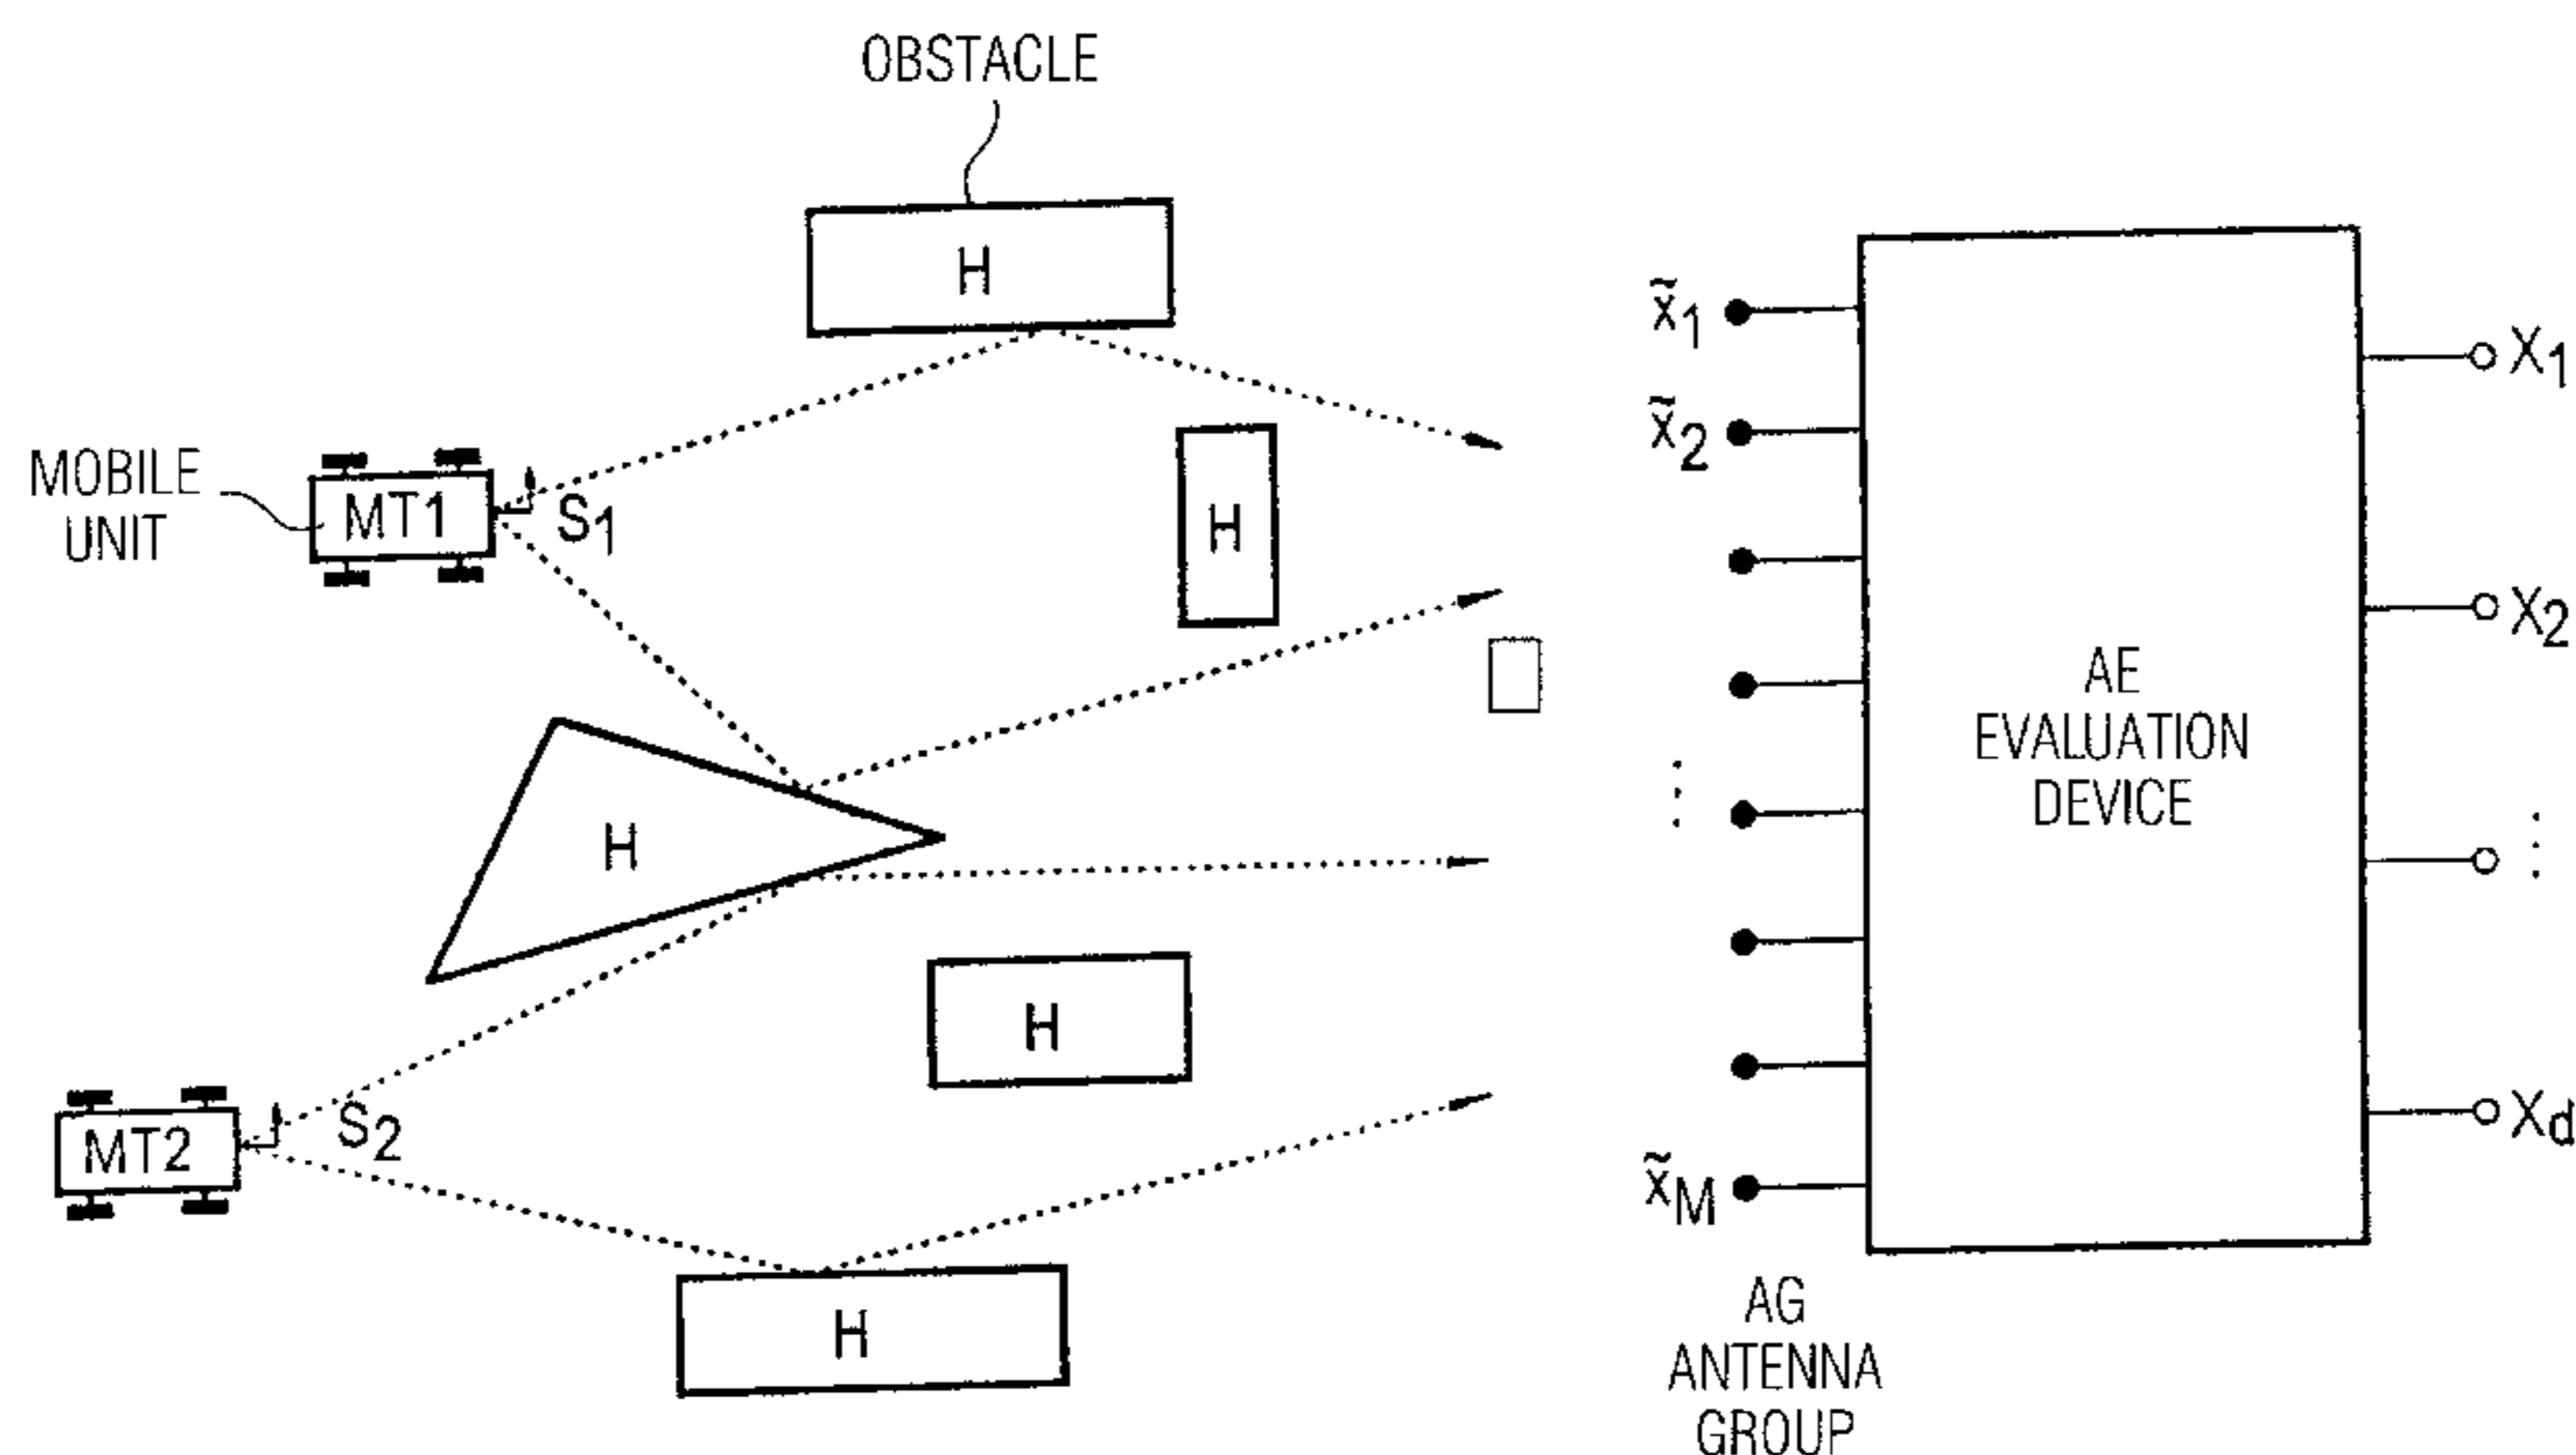 OBSTACLE
H
MOBILE
UNIT
MT1
S1
H
H
H
MT2
S2
H
x̃1
x̃2
⋮
x̃M
AG
ANTENNA
GROUP
AE
EVALUATION
DEVICE
X1
X2
⋮
Xd